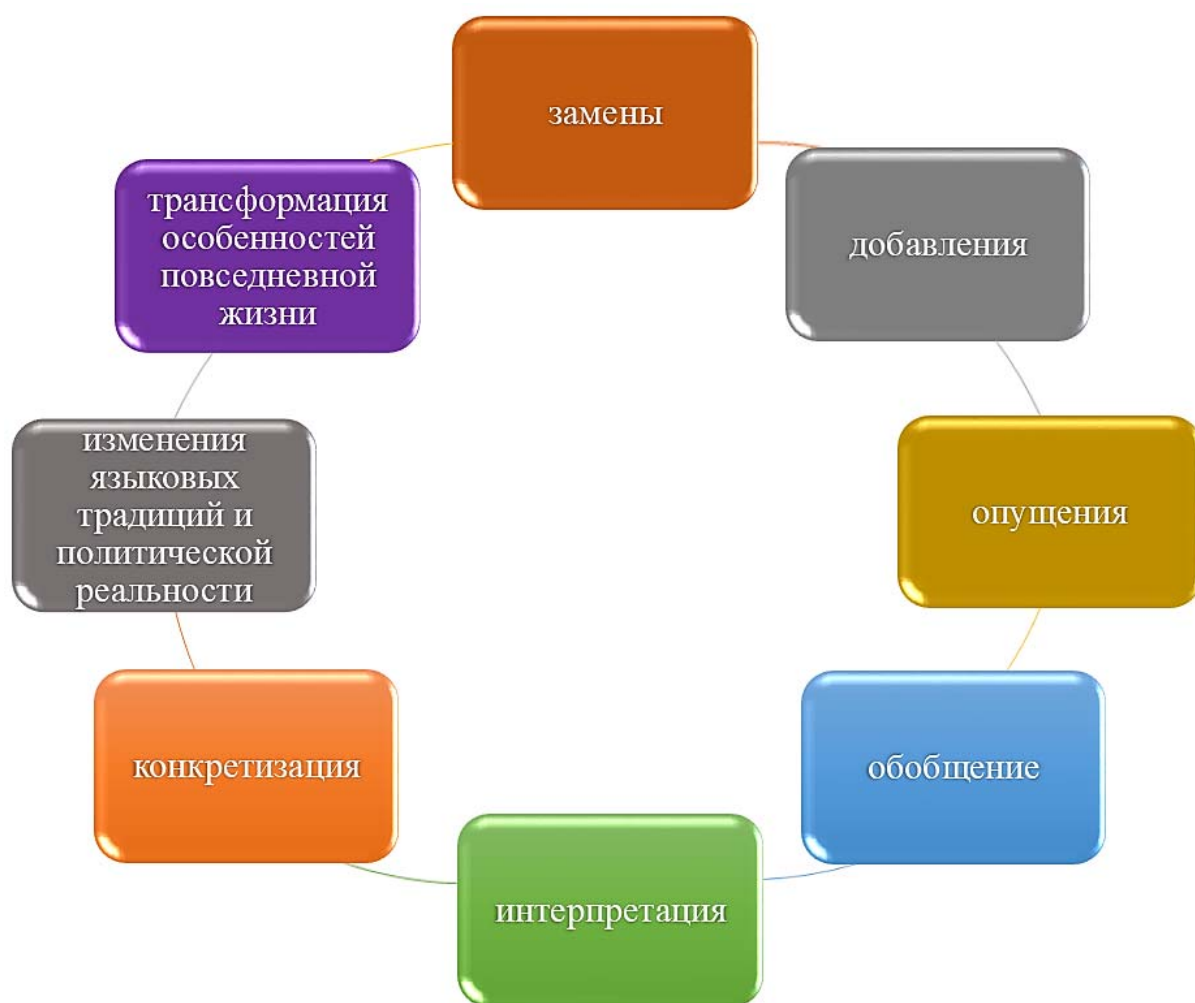 замены
добавления
опущения
обобщение
интерпретация
конкретизация
изменения
языковых
традиций и
политической
реальности
трансформация
особенностей
повседневной
жизни